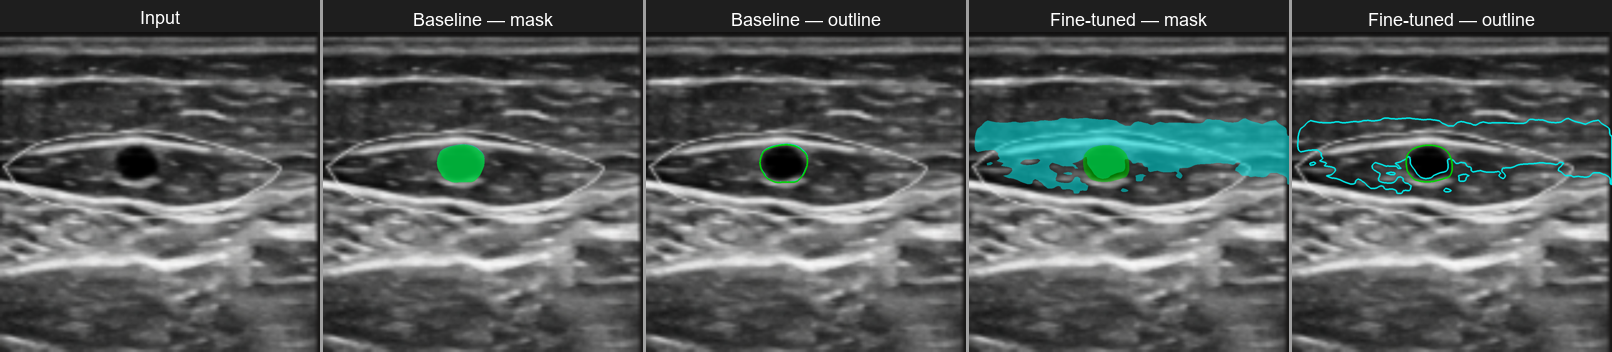 Input
Baseline — mask
Baseline — outline
Fine-tuned — mask
Fine-tuned — outline